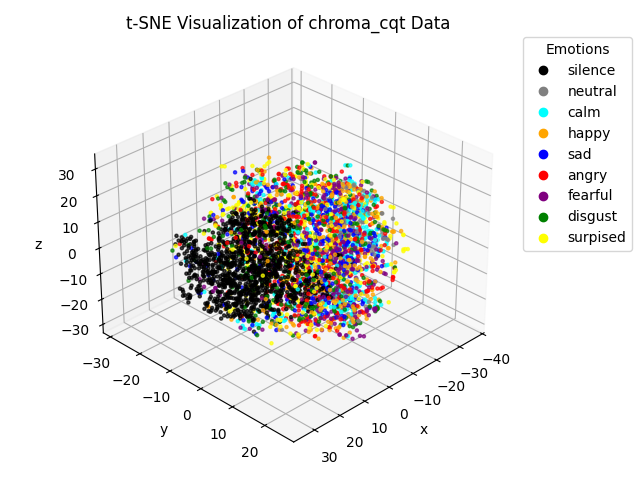 t-SNE Visualization of chroma_cqt Data
Emotions
silence
neutral
calm
happy
sad
angry
fearful
disgust
surpised
z
30
20
10
0
−10
−20
−30
y
−30
−20
−10
0
10
20
x
−40
−30
−20
−10
0
10
20
30